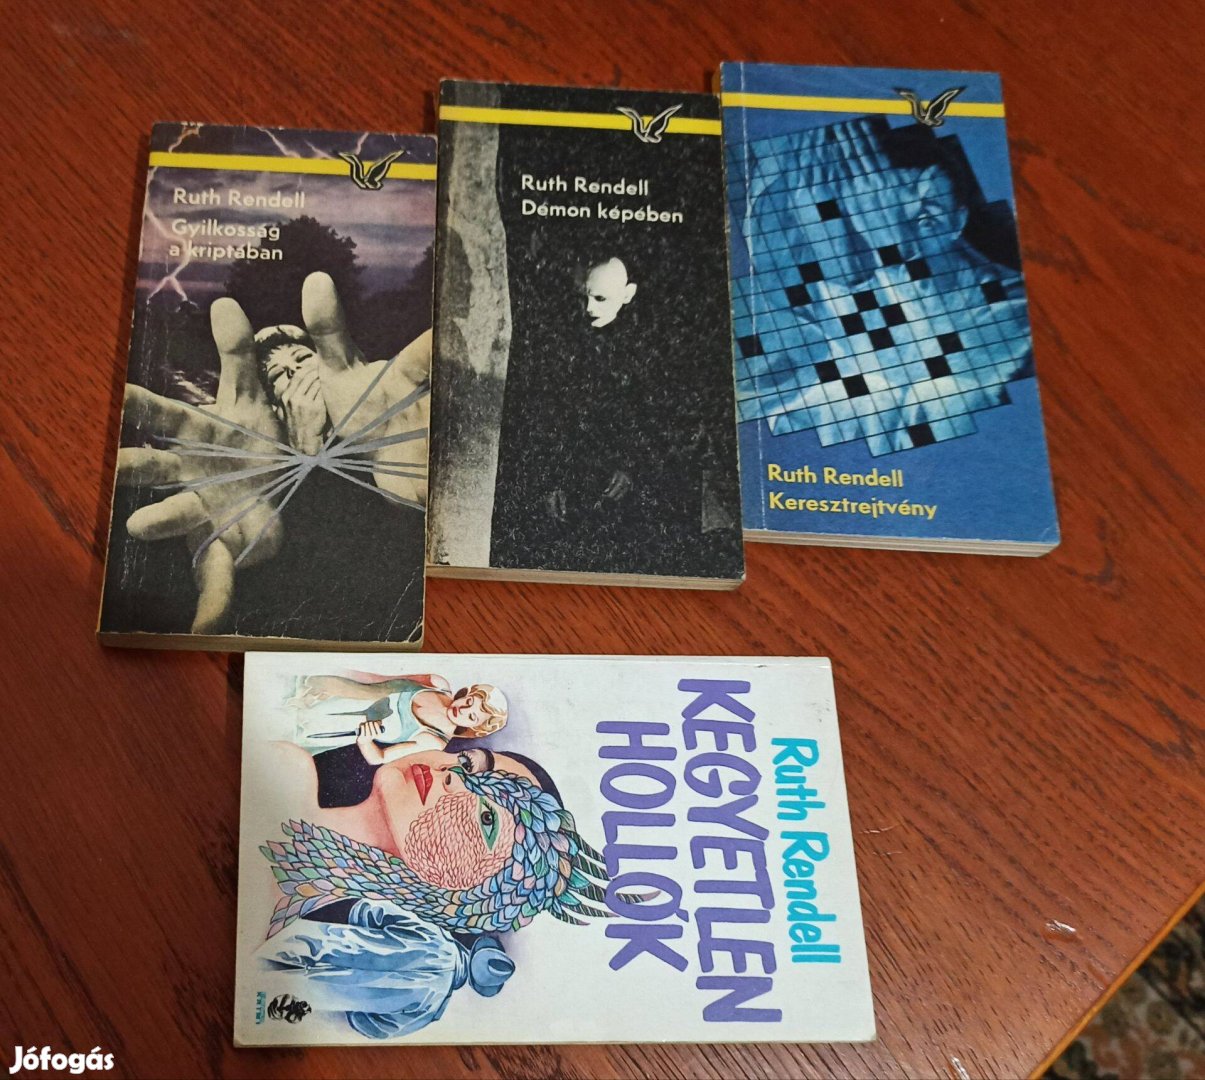 Ruth Rendell
Gyilkosság
a kriptában
Ruth Rendell
Démon képében
Ruth Rendell
Keresztrejtvény
Ruth Rendell
KEGYETLEN
HOLLÓK
Jófogás